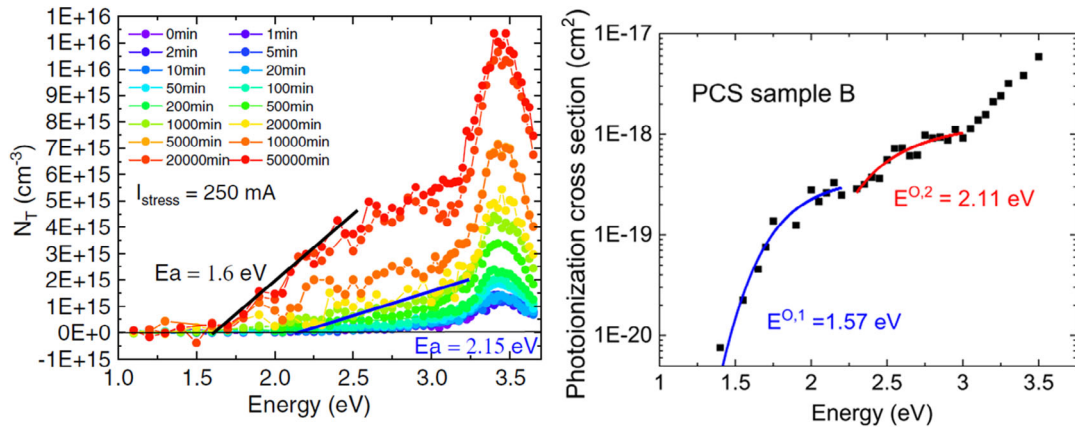 1E+16
1E+16
1E+16
9E+15
8E+15
7E+15
6E+15
5E+15
4E+15
3E+15
2E+15
1E+15
0E+0
-1E+15
N_T (cm⁻³)
0min 1min
2min 5min
10min 20min
50min 100min
200min 500min
1000min 2000min
5000min 10000min
20000min 50000min
I_stress = 250 mA
Ea = 1.6 eV
Ea = 2.15 eV
1.0 1.5 2.0 2.5 3.0 3.5
Energy (eV)
Photoionization cross section (cm²)
1E-17
1E-18
1E-19
1E-20
PCS sample B
E^O,2 = 2.11 eV
E^O,1 =1.57 eV
1 1.5 2 2.5 3 3.5
Energy (eV)